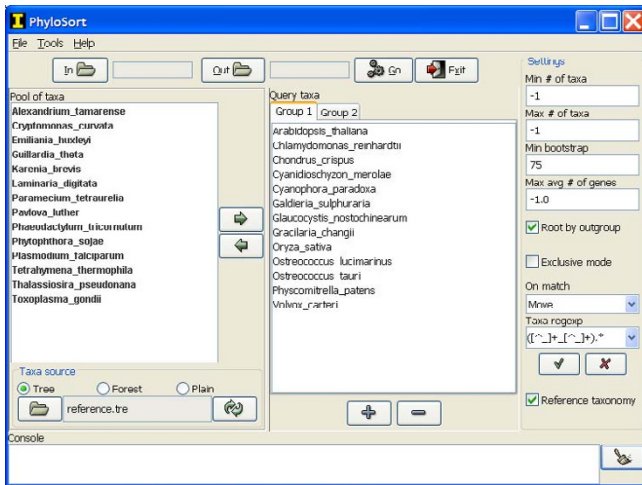 PhyloSort
File Tools Help
In Out Go Exit
Pool of taxa
Alexandrium_tamarense
Cryptomonas_curvata
Emiliania_huxleyi
Guillardia_theta
Karenia_brevis
Laminaria_digitata
Paramecium_tetraurelia
Pavlova_luther
Phaeodactylum_tricornutum
Phytophthora_sojae
Plasmodium_falciparum
Tetrahymena_thermophila
Thalassiosira_pseudonana
Toxoplasma_gondii
Taxa source
Tree Forest Plain
reference.tre
Query taxa
Group 1 Group 2
Arabidopsis_thaliana
Chlamydomonas_reinhardtii
Chondrus_crispus
Cyanidioschyzon_merolae
Cyanophora_paradoxa
Galdieria_sulphuraria
Glaucocystis_nostochinearum
Gracilaria_changii
Oryza_sativa
Ostreococcus lucimarinus
Ostreococcus tauri
Physcomitrella_patens
Volvox_carteri
Settings
Min # of taxa
-1
Max # of taxa
-1
Min bootstrap
75
Max avg # of genes
-1.0
Root by outgroup
Exclusive mode
On match
Move
Taxa regexp
([^_]+_[^_]+).*
Reference taxonomy
Console